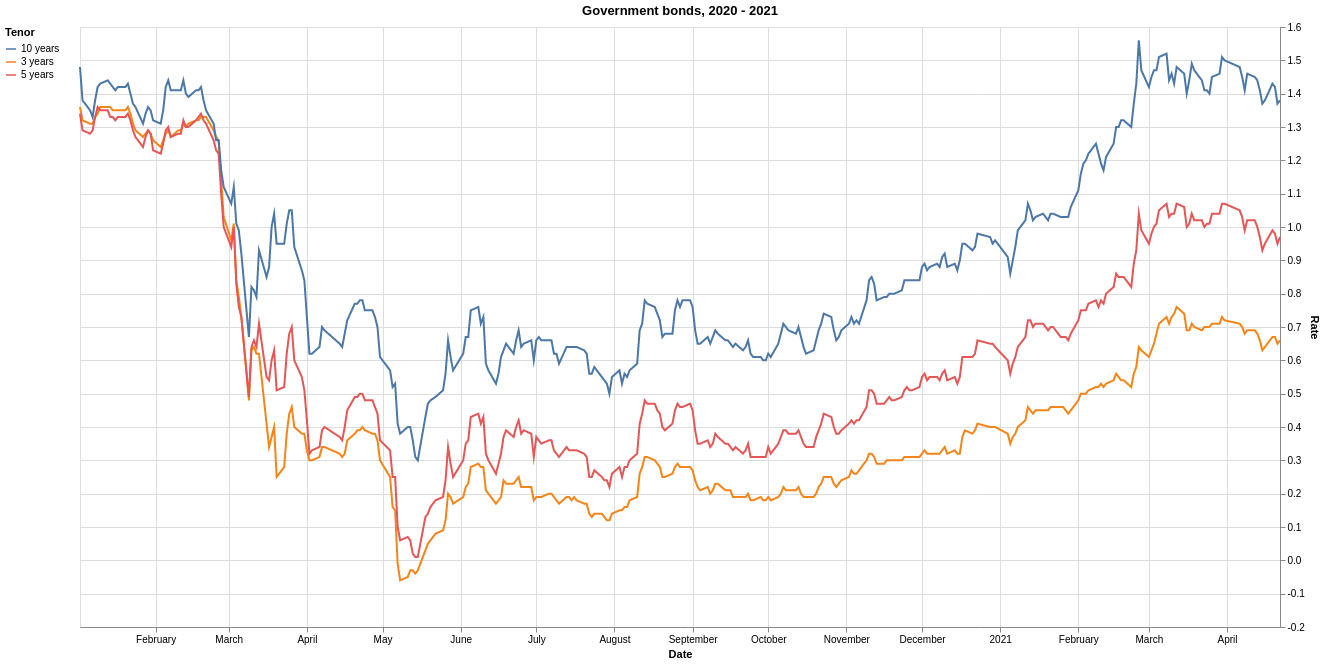 Government bonds, 2020 - 2021
Tenor
10 years
3 years
5 years
1.6
1.5
1.4
1.3
1.2
1.1
1.0
0.9
0.8
0.7
0.6
0.5
0.4
0.3
0.2
0.1
0.0
-0.1
-0.2
Rate
February March April May June July August September October November December 2021 February March April
Date